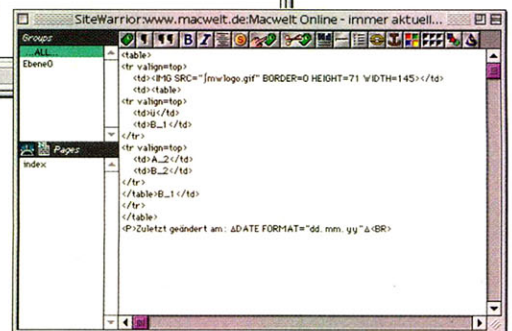 SiteWarrior:www.macwelt.de:Macwelt Online - immer aktuell...
Groups
...ALL...
Ebene0
Pages
index
B I
<table>
<tr valign=top>
<td><IMG SRC="∫mwlogo.gif" BORDER=0 HEIGHT=71 WIDTH=145></td>
<td><table>
<tr valign=top>
<td>ü</td>
<td>B_1</td>
</tr>
<tr valign=top>
<td>A_2</td>
<td>B_2</td>
</tr>
</table>B_1</td>
</tr>
</table>
<P>Zuletzt geändert am: ∆DATE FORMAT="dd. mm. yy"∆<BR>